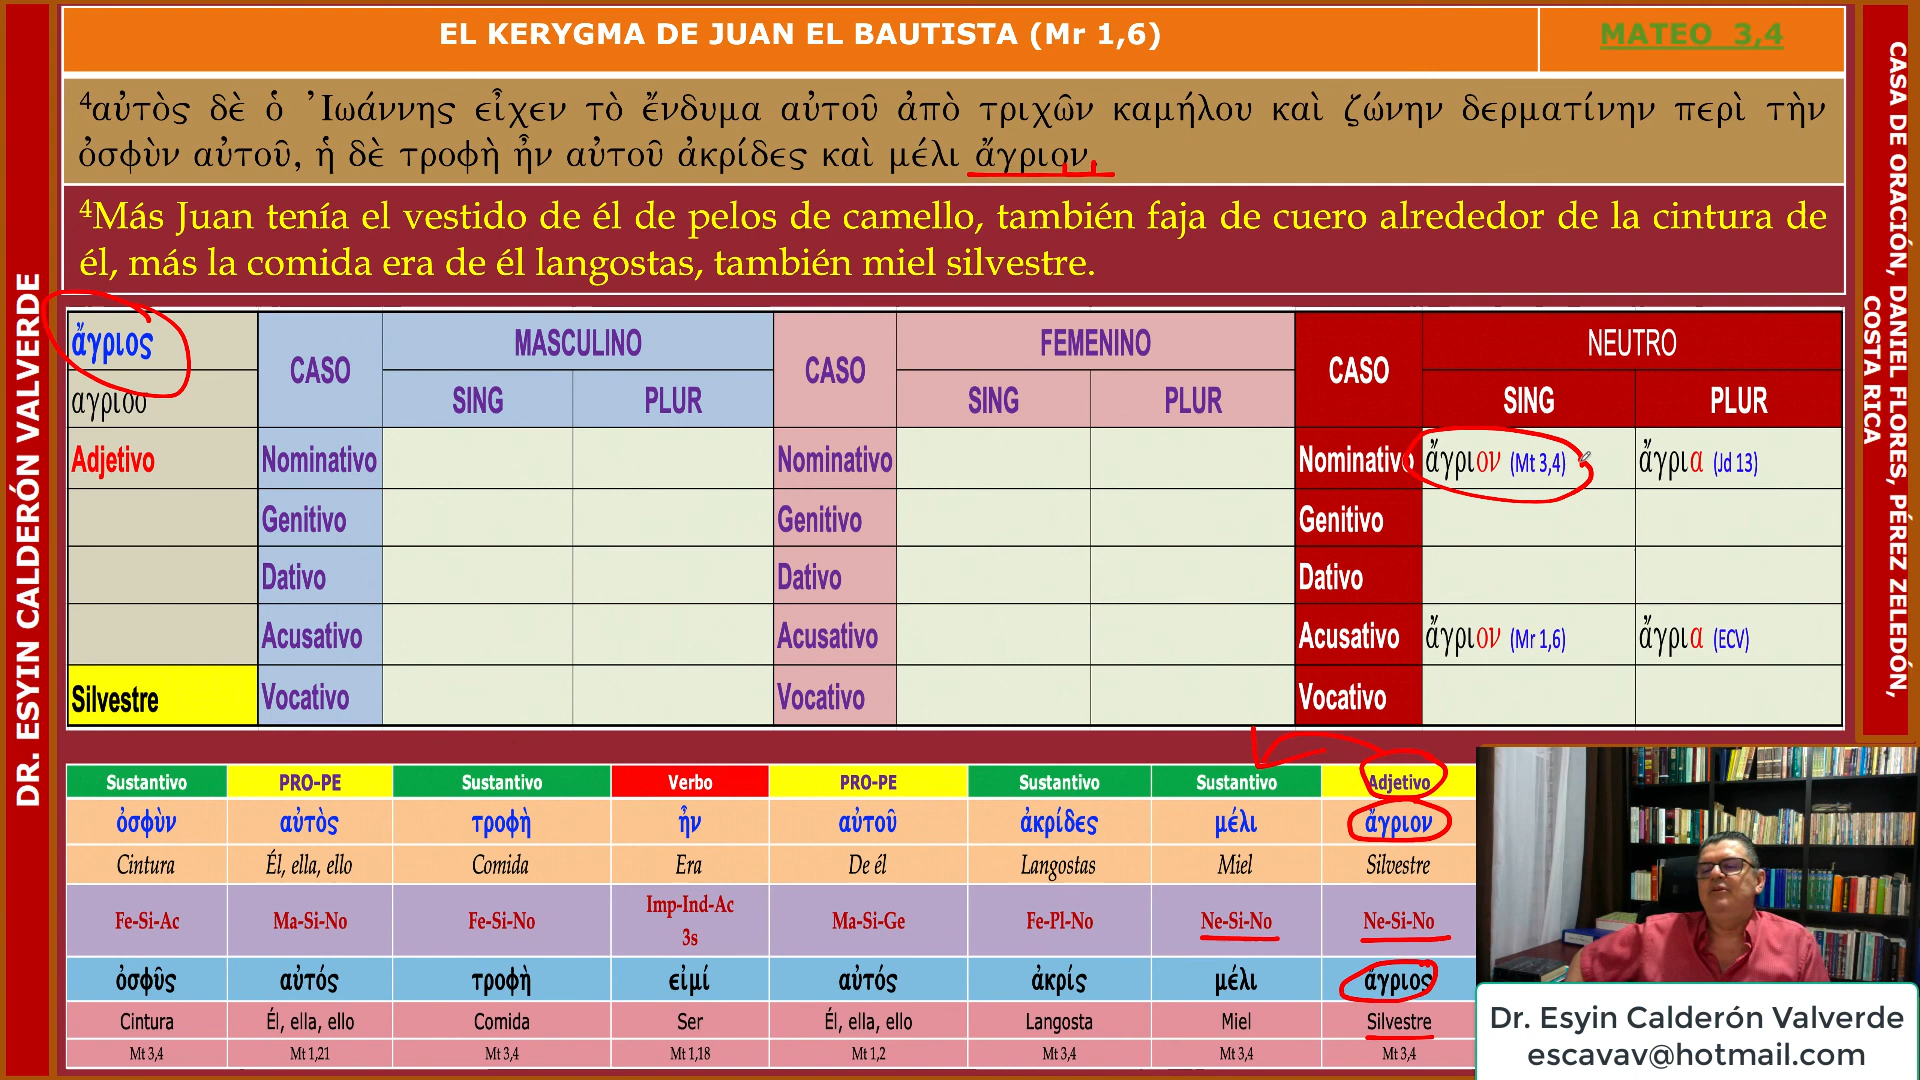 EL KERYGMA DE JUAN EL BAUTISTA (Mr 1,6)
MATEO 3,4
⁴αὐτὸς δὲ ὁ ᾿Ιωάννης εἶχεν τὸ ἔνδυμα αὐτοῦ ἀπὸ τριχῶν καμήλου καὶ ζώνην δερματίνην περὶ τὴν
ὀσφὺν αὐτοῦ, ἡ δὲ τροφὴ ἦν αὐτοῦ ἀκρίδες καὶ μέλι ἄγριον.
⁴Más Juan tenía el vestido de él de pelos de camello, también faja de cuero alrededor de la cintura de
él, más la comida era de él langostas, también miel silvestre.
DR. ESYIN CALDERÓN VALVERDE
CASA DE ORACIÓN, DANIEL FLORES, PÉREZ ZELEDÓN,
COSTA RICA
ἄγριος CASO MASCULINO CASO FEMENINO CASO NEUTRO
αγριοο SING PLUR SING PLUR SING PLUR
Adjetivo Nominativo Nominativo Nominativo ἄγριον (Mt 3,4) ἄγρια (Jd 13)
Genitivo Genitivo Genitivo
Dativo Dativo Dativo
Acusativo Acusativo Acusativo ἄγριον (Mr 1,6) ἄγρια (ECV)
Silvestre Vocativo Vocativo Vocativo
Sustantivo PRO-PE Sustantivo Verbo PRO-PE Sustantivo Sustantivo Adjetivo
ὀσφὺν αὐτὸς τροφὴ ἦν αὐτοῦ ἀκρίδες μέλι ἄγριον
Cintura Él, ella, ello Comida Era De él Langostas Miel Silvestre
Fe-Si-Ac Ma-Si-No Fe-Si-No Imp-Ind-Ac Ma-Si-Ge Fe-Pl-No Ne-Si-No Ne-Si-No
3s
ὀσφῦς αὐτός τροφὴ εἰμί αὐτός ἀκρίς μέλι ἄγριος
Cintura Él, ella, ello Comida Ser Él, ella, ello Langosta Miel Silvestre
Mt 3,4 Mt 1,21 Mt 3,4 Mt 1,18 Mt 1,2 Mt 3,4 Mt 3,4 Mt 3,4
Dr. Esyin Calderón Valverde
escavav@hotmail.com